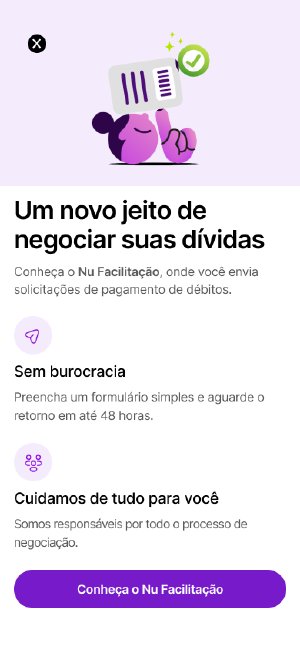 X
Um novo jeito de
negociar suas dívidas
Conheça o Nu Facilitação, onde você envia
solicitações de pagamento de débitos.
Sem burocracia
Preencha um formulário simples e aguarde o
retorno em até 48 horas.
Cuidamos de tudo para você
Somos responsáveis por todo o processo de
negociação.
Conheça o Nu Facilitação